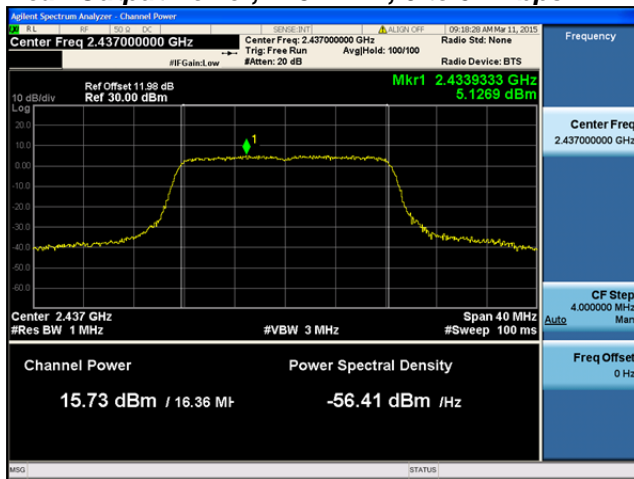 Agilent Spectrum Analyzer - Channel Power
RL RF 50 Ω DC SENSE:INT ALIGN OFF 09:18:28 AM Mar 11, 2015
Center Freq 2.437000000 GHz
Center Freq: 2.437000000 GHz
Trig: Free Run Avg|Hold: 100/100
#IFGain:Low #Atten: 20 dB
Radio Std: None
Radio Device: BTS
Frequency
Ref Offset 11.98 dB
10 dB/div Ref 30.00 dBm
Log
Mkr1 2.4339333 GHz
5.1269 dBm
20.0
10.0
0.00
-10.0
-20.0
-30.0
-40.0
-50.0
-60.0
1
Center Freq
2.437000000 GHz
Center 2.437 GHz Span 40 MHz
#Res BW 1 MHz #VBW 3 MHz #Sweep 100 ms
CF Step
4.000000 MHz
Auto Man
Channel Power Power Spectral Density
15.73 dBm / 16.36 MH -56.41 dBm /Hz
Freq Offset
0 Hz
MSG STATUS